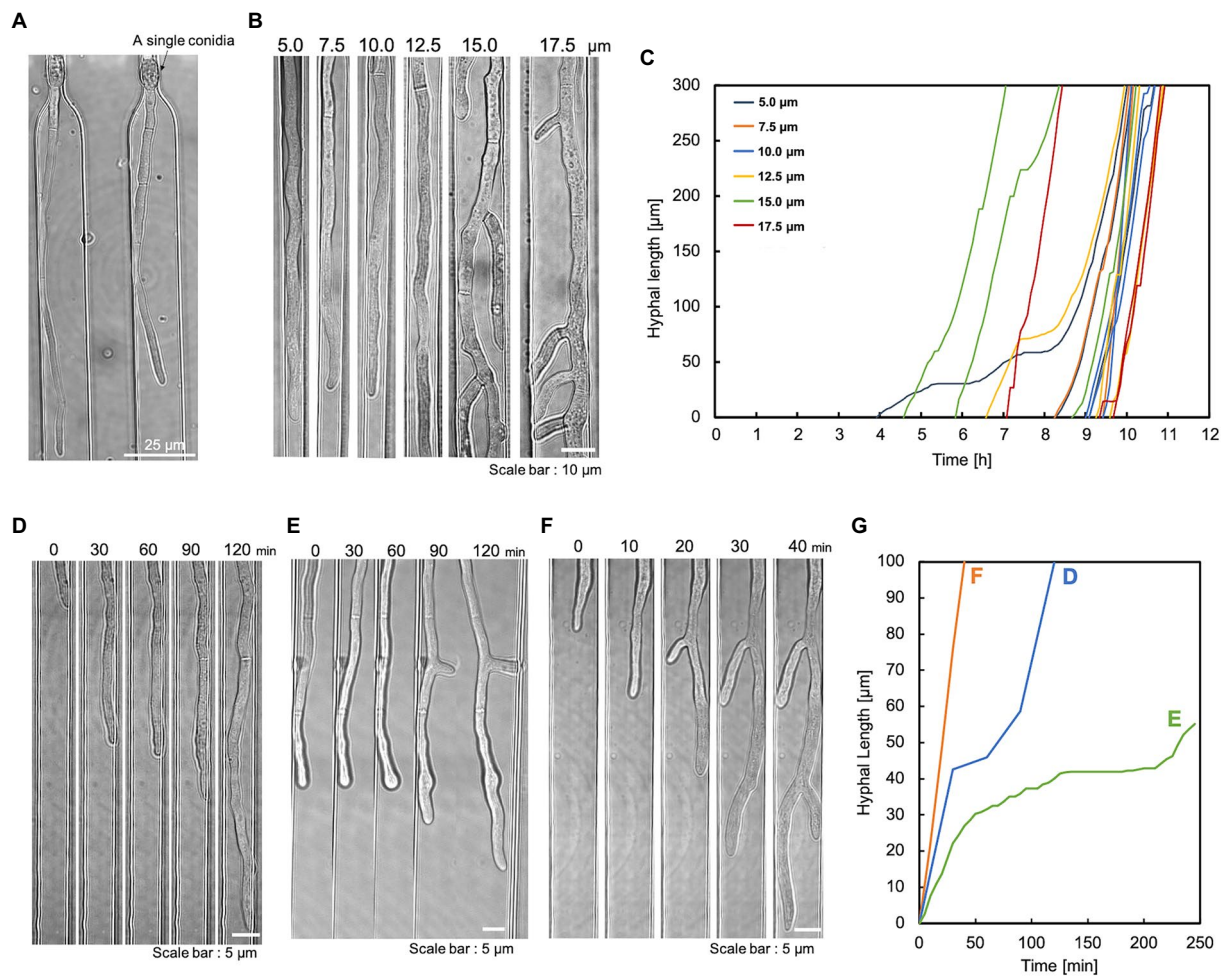 A
A single conidia
25 µm
B
5.0 7.5 10.0 12.5 15.0 17.5 µm
Scale bar : 10 µm
C
Hyphal length [µm]
300
250
200
150
100
50
0
5.0 µm
7.5 µm
10.0 µm
12.5 µm
15.0 µm
17.5 µm
0 1 2 3 4 5 6 7 8 9 10 11 12
Time [h]
D
0 30 60 90 120 min
Scale bar : 5 µm
E
0 30 60 90 120 min
Scale bar : 5 µm
F
0 10 20 30 40 min
Scale bar : 5 µm
G
Hyphal Length [µm]
100
90
80
70
60
50
40
30
20
10
0
F
D
E
0 50 100 150 200 250
Time [min]